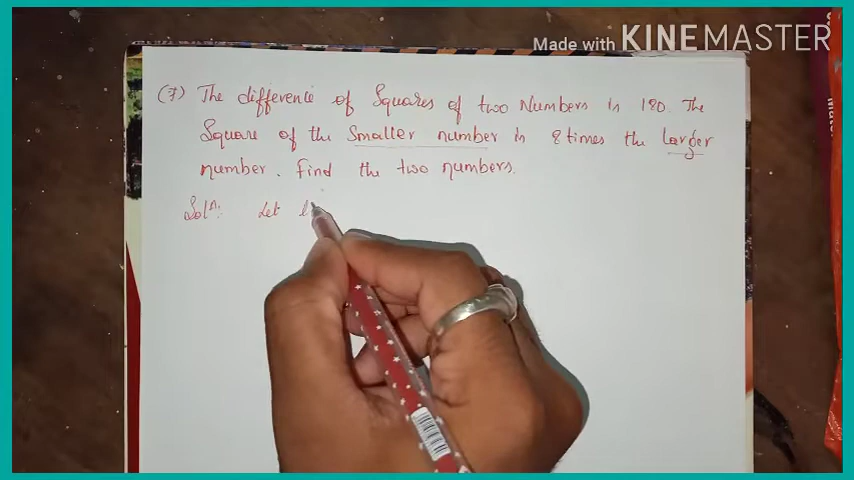 Made with KINEMASTER
(7) The difference of Squares of two Numbers is 180. The
Square of the Smaller number is 8 times the larger
number. Find the two numbers.
Solⁿ: Let l